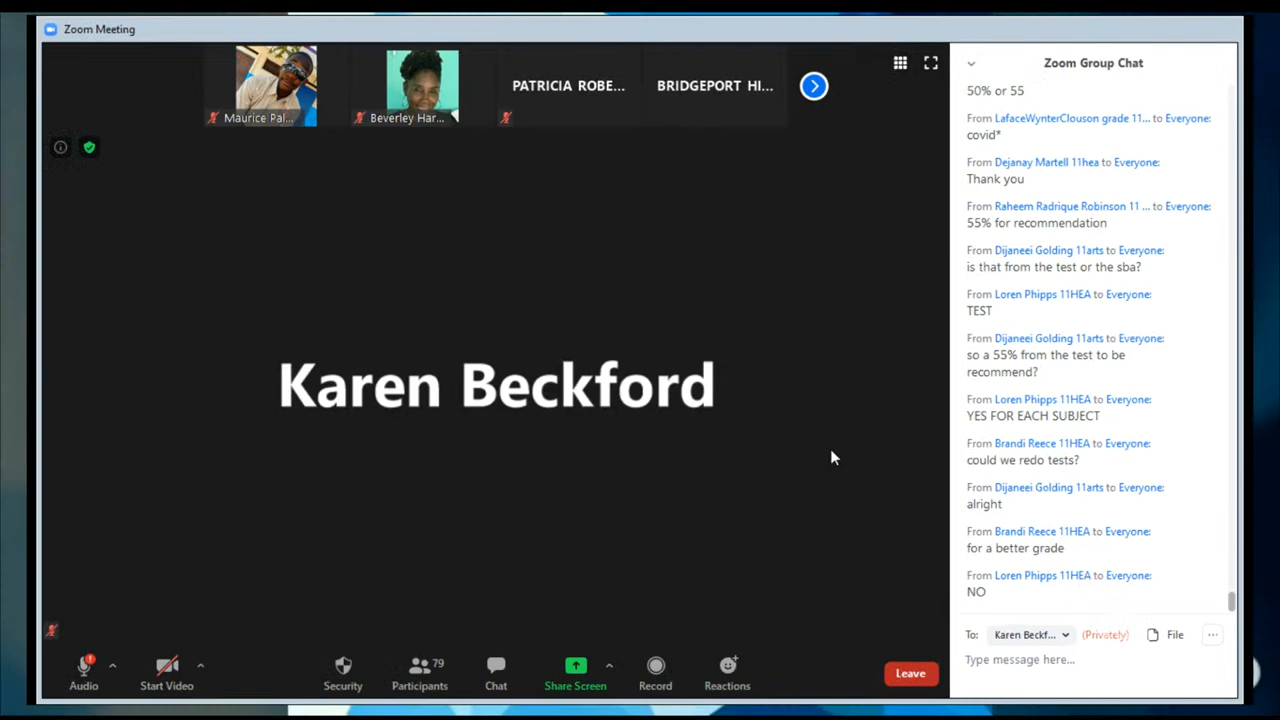 Zoom Meeting
Maurice Pal...
Beverley Har...
PATRICIA ROBE...
BRIDGEPORT HI...
Karen Beckford
Zoom Group Chat
50% or 55
From LafaceWynterClouson grade 11... to Everyone:
covid*
From Dejanay Martell 11hea to Everyone:
Thank you
From Raheem Radrique Robinson 11 ... to Everyone:
55% for recommendation
From Dijaneei Golding 11arts to Everyone:
is that from the test or the sba?
From Loren Phipps 11HEA to Everyone:
TEST
From Dijaneei Golding 11arts to Everyone:
so a 55% from the test to be
recommend?
From Loren Phipps 11HEA to Everyone:
YES FOR EACH SUBJECT
From Brandi Reece 11HEA to Everyone:
could we redo tests?
From Dijaneei Golding 11arts to Everyone:
alright
From Brandi Reece 11HEA to Everyone:
for a better grade
From Loren Phipps 11HEA to Everyone:
NO
To: Karen Beckf... (Privately) File ...
Type message here...
79
Audio
Start Video
Security
Participants
Chat
Share Screen
Record
Reactions
Leave